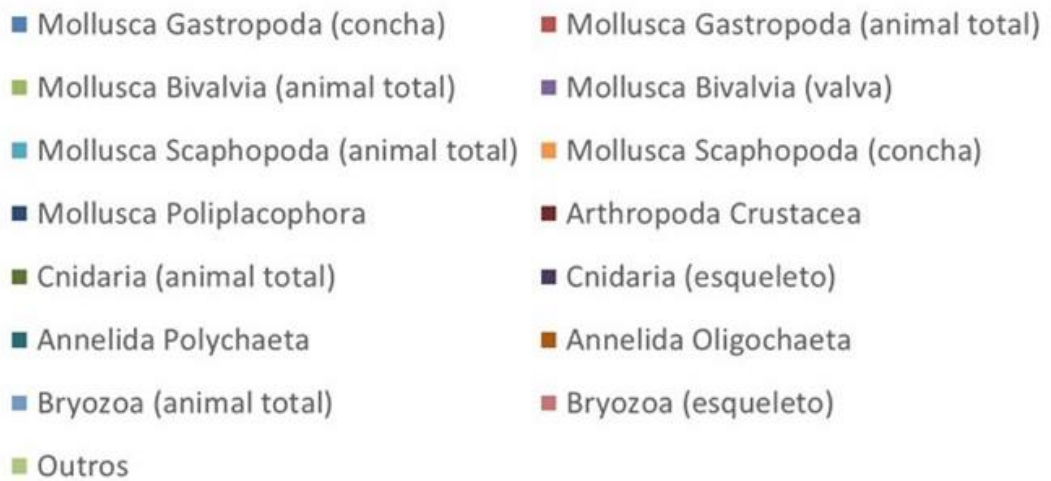 Mollusca Gastropoda (concha)
Mollusca Gastropoda (animal total)
Mollusca Bivalvia (animal total)
Mollusca Bivalvia (valva)
Mollusca Scaphopoda (animal total)
Mollusca Scaphopoda (concha)
Mollusca Poliplacophora
Arthropoda Crustacea
Cnidaria (animal total)
Cnidaria (esqueleto)
Annelida Polychaeta
Annelida Oligochaeta
Bryozoa (animal total)
Bryozoa (esqueleto)
Outros